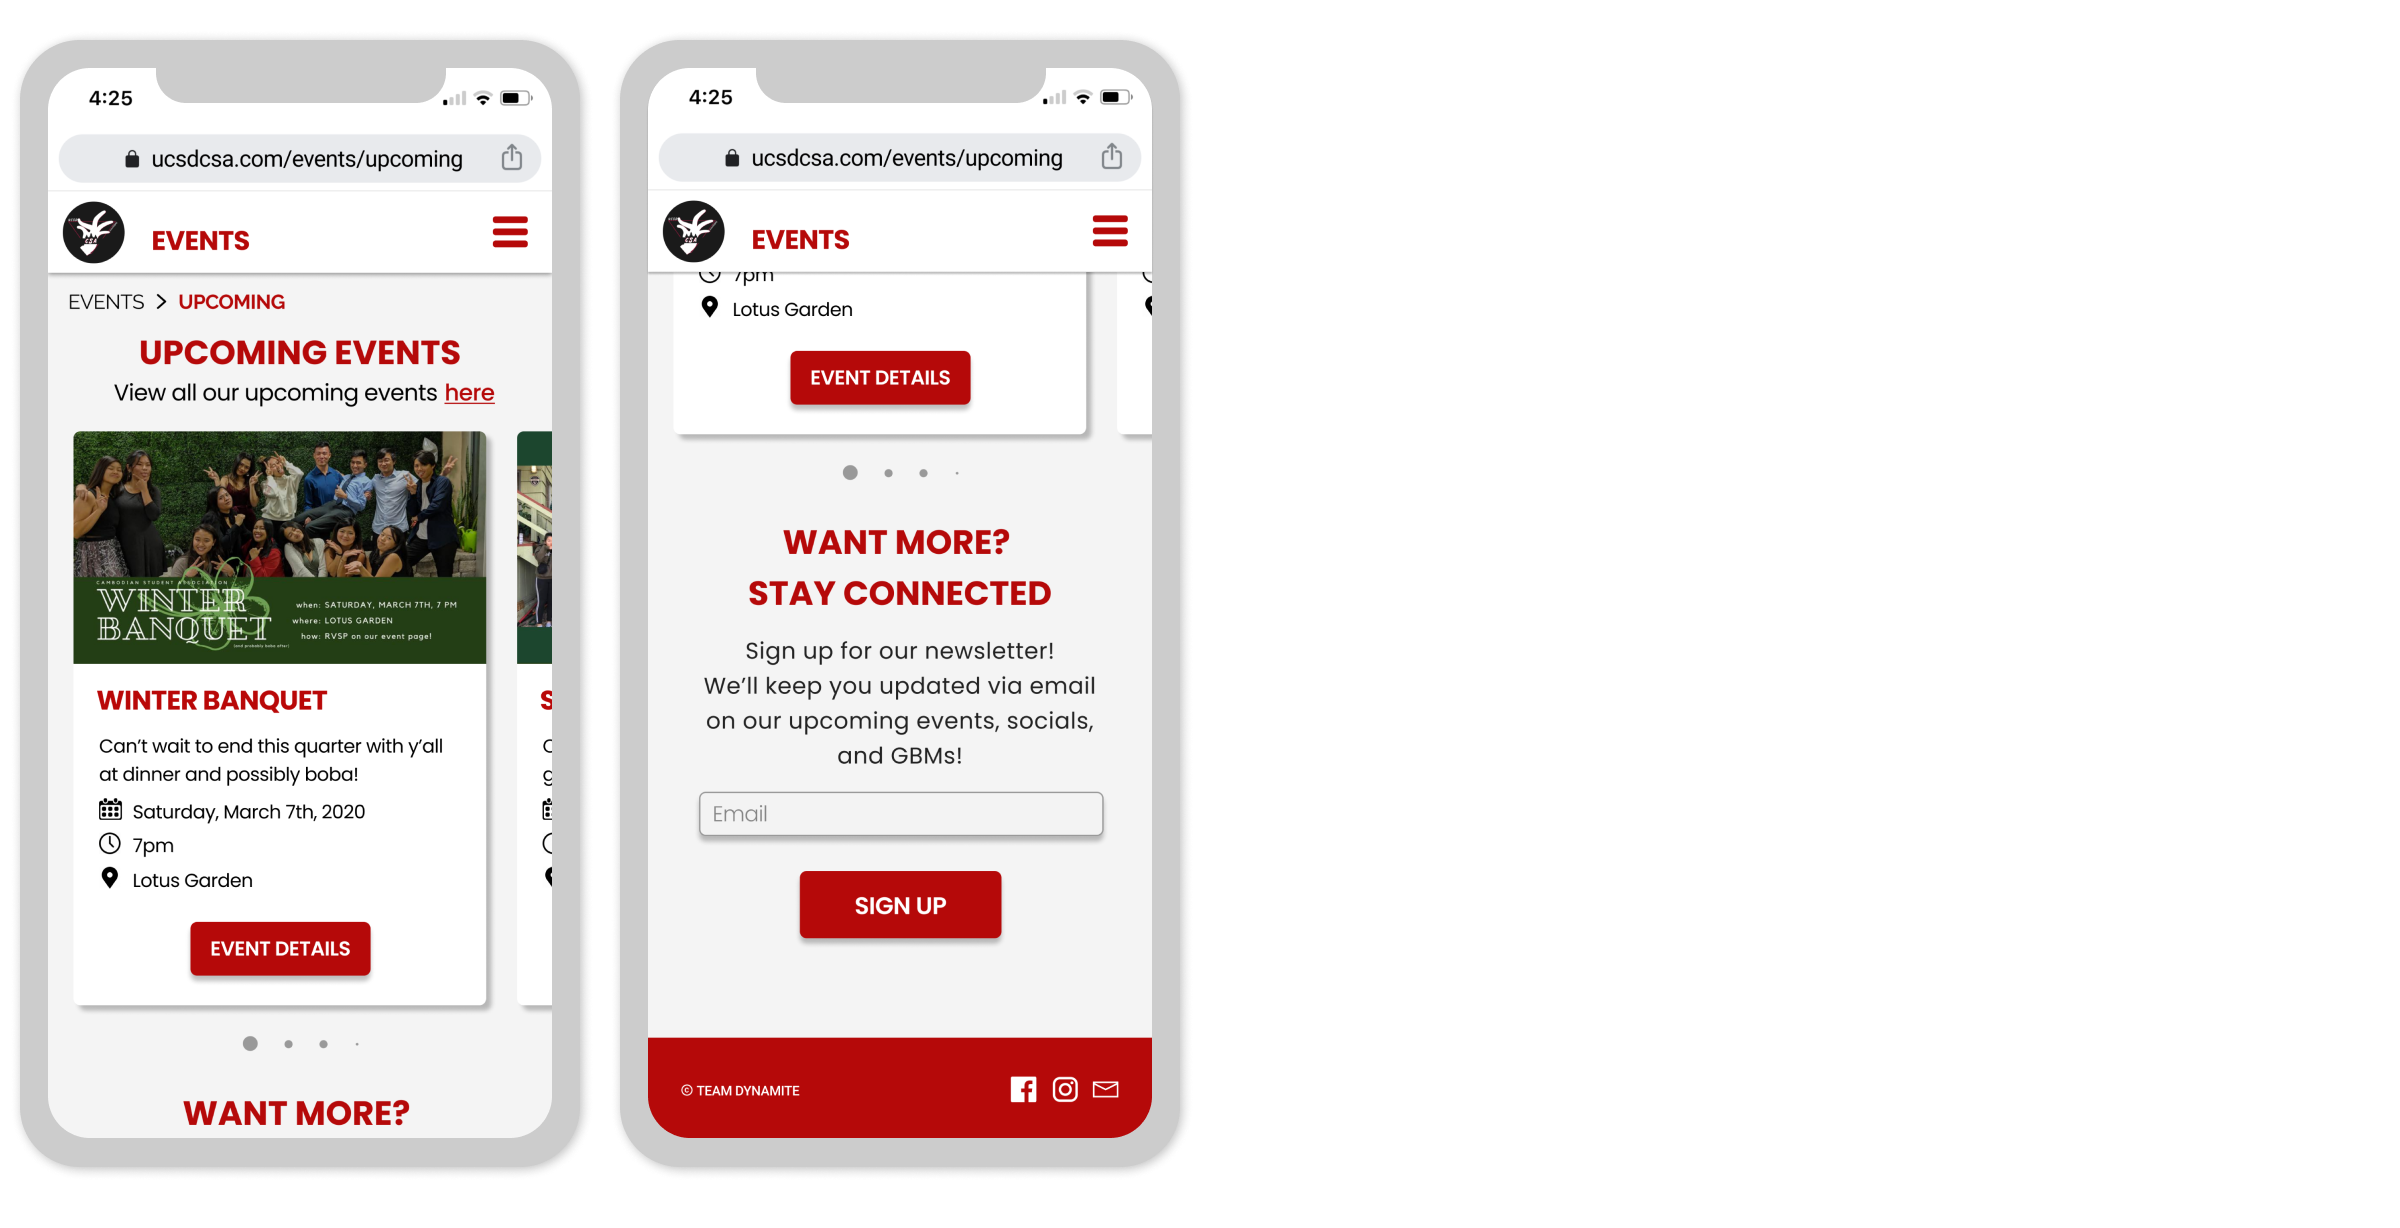 4:25
ucsdcsa.com/events/upcoming
EVENTS
EVENTS > UPCOMING
UPCOMING EVENTS
View all our upcoming events here
CAMBODIAN STUDENT ASSOCIATION
WINTER
BANQUET
(and probably boba after)
when: SATURDAY, MARCH 7TH, 7 PM
where: LOTUS GARDEN
how: RVSP on our event page!
WINTER BANQUET
Can't wait to end this quarter with y'all
at dinner and possibly boba!
Saturday, March 7th, 2020
7pm
Lotus Garden
EVENT DETAILS
WANT MORE?
4:25
ucsdcsa.com/events/upcoming
CSA
EVENTS
7pm
Lotus Garden
EVENT DETAILS
WANT MORE?
STAY CONNECTED
Sign up for our newsletter!
We'll keep you updated via email
on our upcoming events, socials,
and GBMs!
Email
SIGN UP
© TEAM DYNAMITE